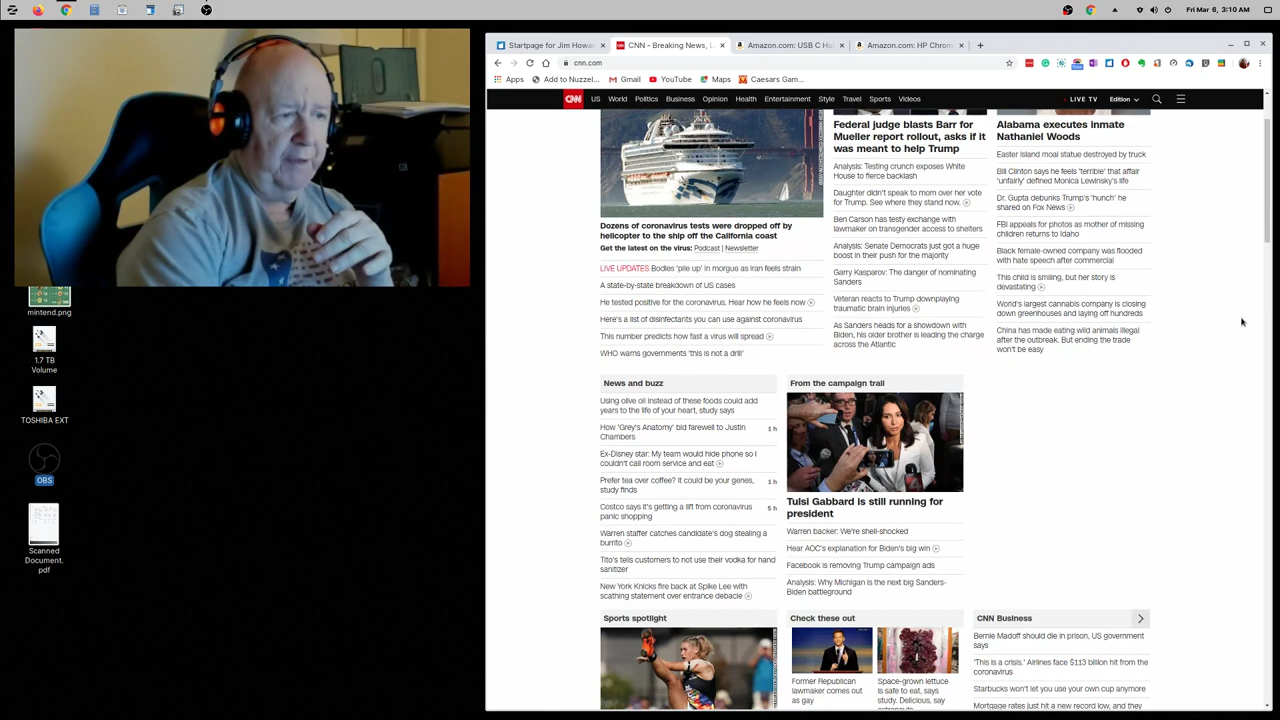 Fri Mar 6, 3:10 AM
Startpage for Jim Howa
CNN - Breaking News, L
Amazon.com: USB C Hu
Amazon.com: HP Chrom
cnn.com
Apps
Add to Nuzzel...
Gmail
YouTube
Maps
Caesars Gam...
CNN
US
World
Politics
Business
Opinion
Health
Entertainment
Style
Travel
Sports
Videos
LIVE TV
Edition
Dozens of coronavirus tests were dropped off by
helicopter to the ship off the California coast
Get the latest on the virus: Podcast | Newsletter
LIVE UPDATES Bodies 'pile up' in morgue as Iran feels strain
A state-by-state breakdown of US cases
He tested positive for the coronavirus. Hear how he feels now
Here's a list of disinfectants you can use against coronavirus
This number predicts how fast a virus will spread
WHO warns governments 'this is not a drill'
Federal judge blasts Barr for
Mueller report rollout, asks if it
was meant to help Trump
Analysis: Testing crunch exposes White
House to fierce backlash
Daughter didn't speak to mom over her vote
for Trump. See where they stand now.
Ben Carson has testy exchange with
lawmaker on transgender access to shelters
Analysis: Senate Democrats just got a huge
boost in their push for the majority
Garry Kasparov: The danger of nominating
Sanders
Veteran reacts to Trump downplaying
traumatic brain injuries
As Sanders heads for a showdown with
Biden, his older brother is leading the charge
across the Atlantic
Alabama executes inmate
Nathaniel Woods
Easter Island moai statue destroyed by truck
Bill Clinton says he feels 'terrible' that affair
'unfairly' defined Monica Lewinsky's life
Dr. Gupta debunks Trump's 'hunch' he
shared on Fox News
FBI appeals for photos as mother of missing
children returns to Idaho
Black female-owned company was flooded
with hate speech after commercial
This child is smiling, but her story is
devastating
World's largest cannabis company is closing
down greenhouses and laying off hundreds
China has made eating wild animals illegal
after the outbreak. But ending the trade
won't be easy
News and buzz
Using olive oil instead of these foods could add
years to the life of your heart, study says
How 'Grey's Anatomy' bid farewell to Justin
Chambers
1 h
Ex-Disney star: My team would hide phone so I
couldn't call room service and eat
Prefer tea over coffee? It could be your genes,
study finds
1 h
Costco says it's getting a lift from coronavirus
panic shopping
5 h
Warren staffer catches candidate's dog stealing a
burrito
Tito's tells customers to not use their vodka for hand
sanitizer
New York Knicks fire back at Spike Lee with
scathing statement over entrance debacle
From the campaign trail
Tulsi Gabbard is still running for
president
Warren backer: We're shell-shocked
Hear AOC's explanation for Biden's big win
Facebook is removing Trump campaign ads
Analysis: Why Michigan is the next big Sanders-
Biden battleground
Sports spotlight
Check these out
Former Republican
lawmaker comes out
as gay
Space-grown lettuce
is safe to eat, says
study. Delicious, say
CNN Business
Bernie Madoff should die in prison, US government
says
'This is a crisis.' Airlines face $113 billion hit from the
coronavirus
Starbucks won't let you use your own cup anymore
Mortgage rates just hit a new record low, and they
mintend.png
1.7 TB
Volume
TOSHIBA EXT
OBS
Scanned
Document.
pdf